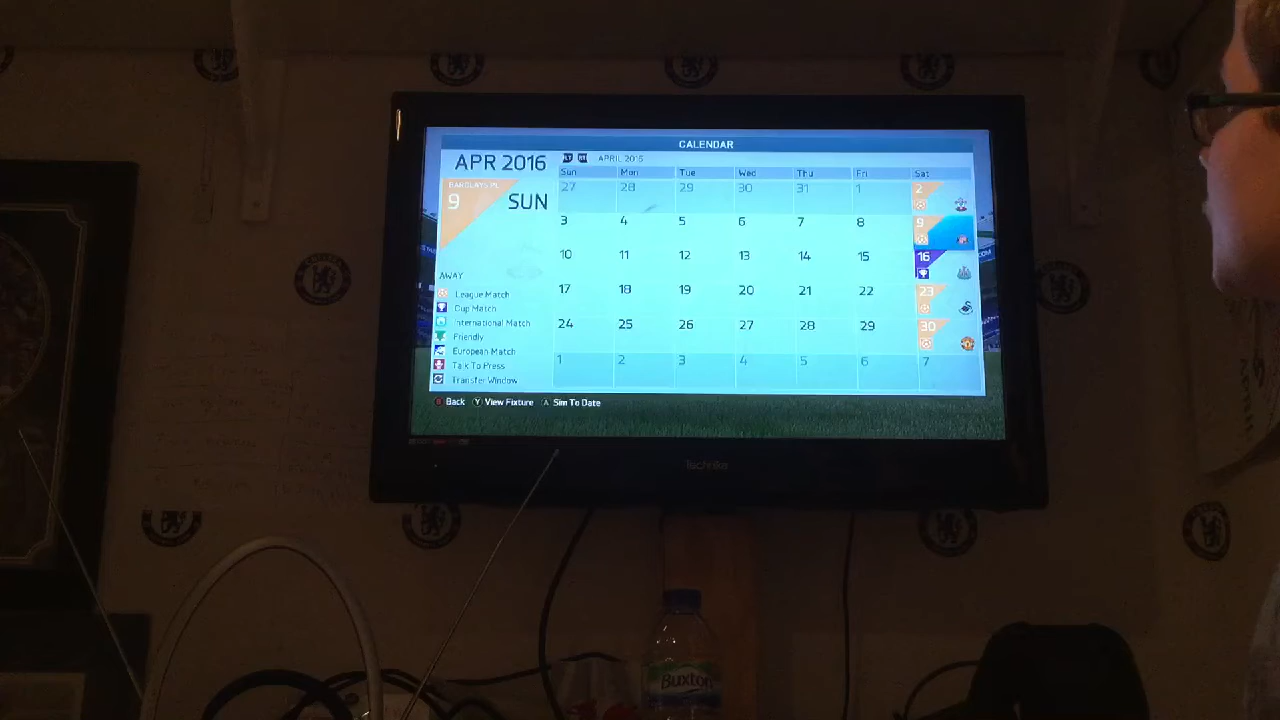 CALENDAR
APR 2016
APRIL 2016
Sun Mon Tue Wed Thu Fri Sat
BARCLAYS PL
9
SUN
27 28 29 30 31 1 2
3 4 5 6 7 8 9
10 11 12 13 14 15 16
17 18 19 20 21 22 23
24 25 26 27 28 29 30
1 2 3 4 5 6 7
AWAY
League Match
Cup Match
International Match
Friendly
European Match
Talk To Press
Transfer Window
B Back Y View Fixture A Sim To Date
Technika
Buxton